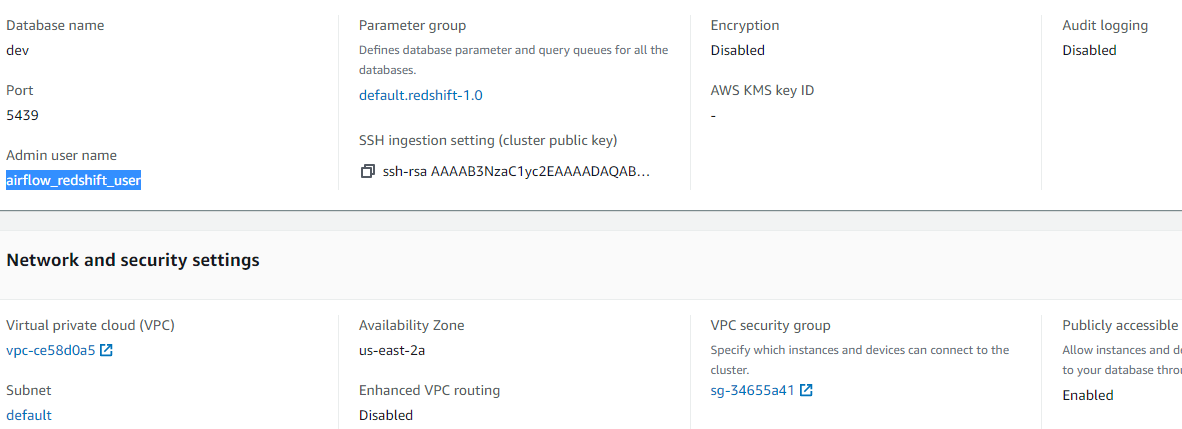 Database name
dev
Port
5439
Admin user name
airflow_redshift_user
Parameter group
Defines database parameter and query queues for all the
databases.
default.redshift-1.0
SSH ingestion setting (cluster public key)
ssh-rsa AAAAB3NzaC1yc2EAAAADAQAB...
Encryption
Disabled
AWS KMS key ID
-
Audit logging
Disabled
Network and security settings
Virtual private cloud (VPC)
vpc-ce58d0a5
Subnet
default
Availability Zone
us-east-2a
Enhanced VPC routing
Disabled
VPC security group
Specify which instances and devices can connect to the
cluster.
sg-34655a41
Publicly accessible
Allow instances and
to your database
Enabled